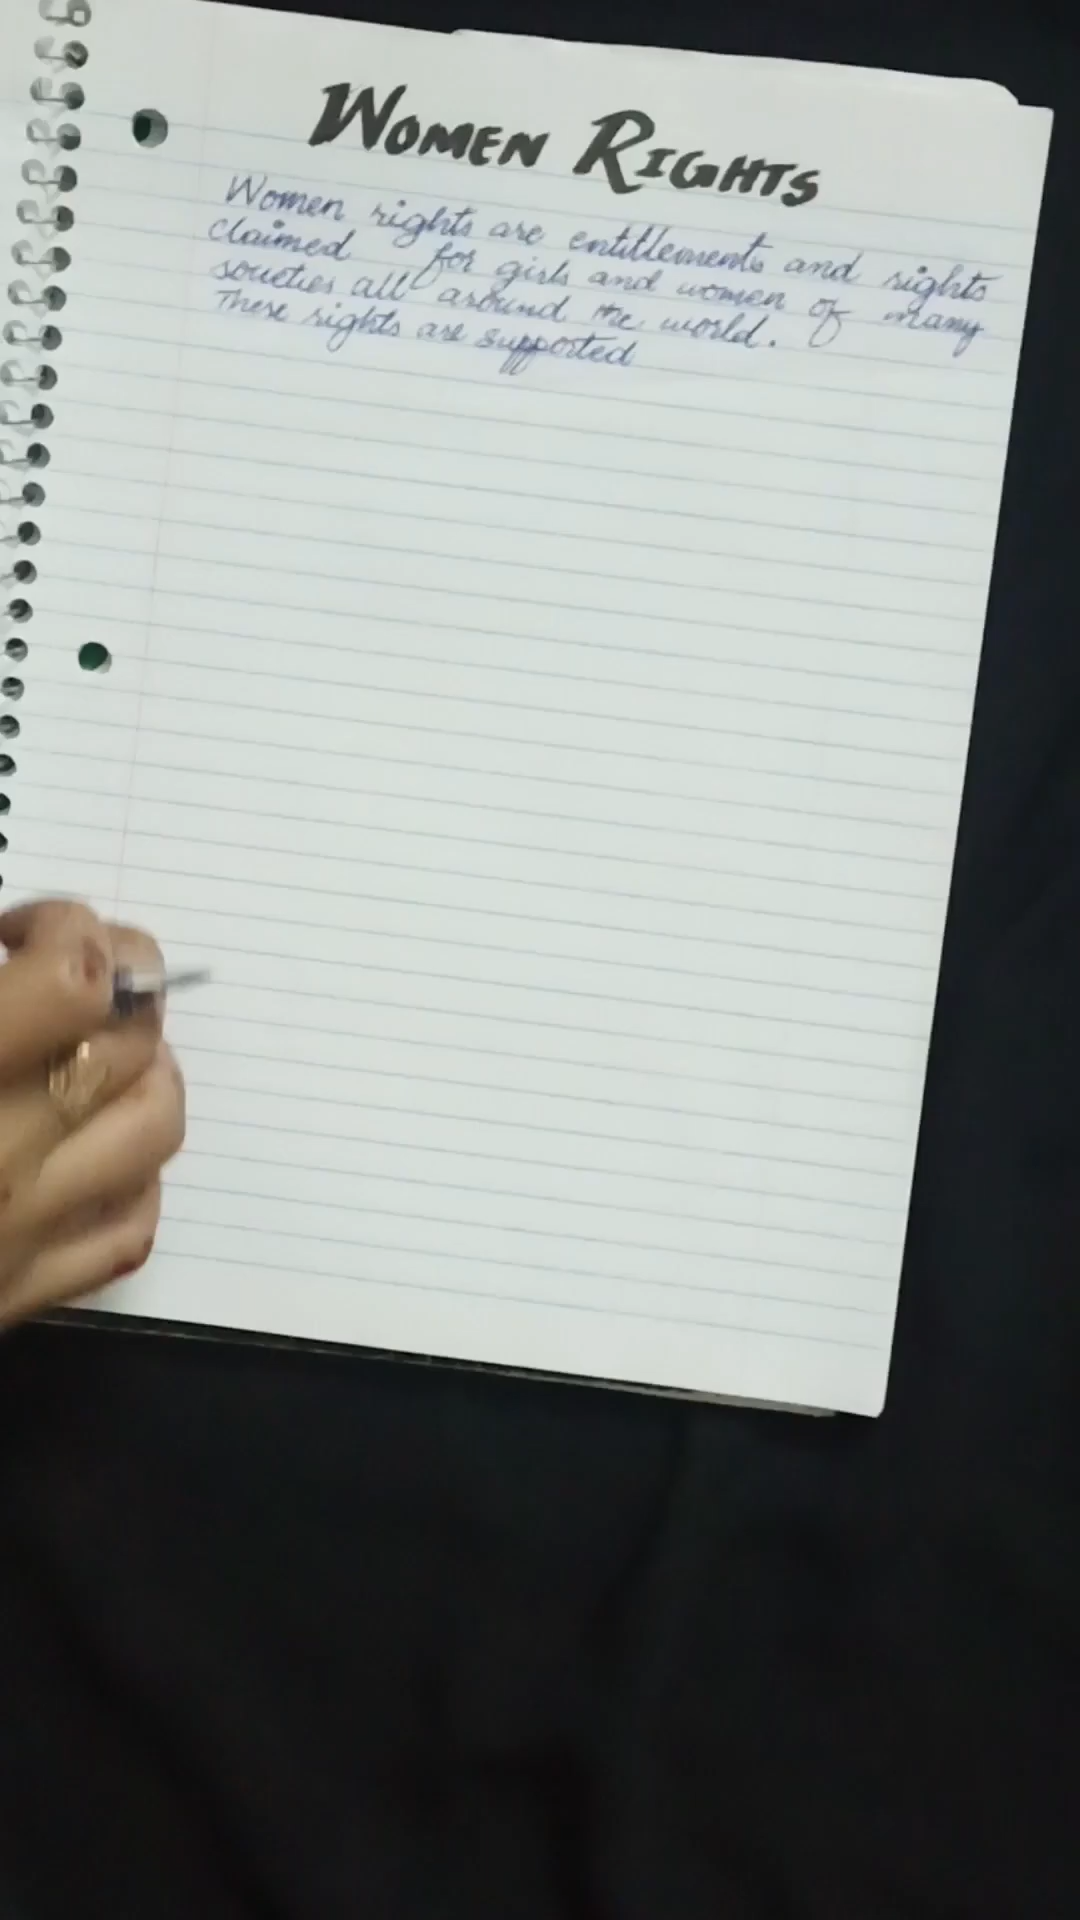 WOMEN RIGHTS
Women rights are entitlements and rights
claimed for girls and women of many
societies all around the world.
These rights are supported